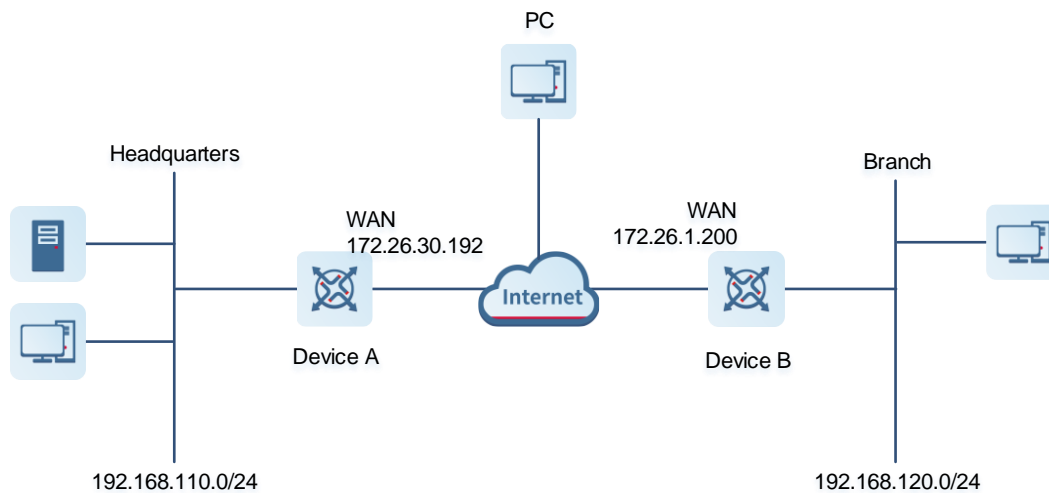 PC
Headquarters
Branch
WAN
172.26.30.192
WAN
172.26.1.200
Internet
Device A
Device B
192.168.110.0/24
192.168.120.0/24